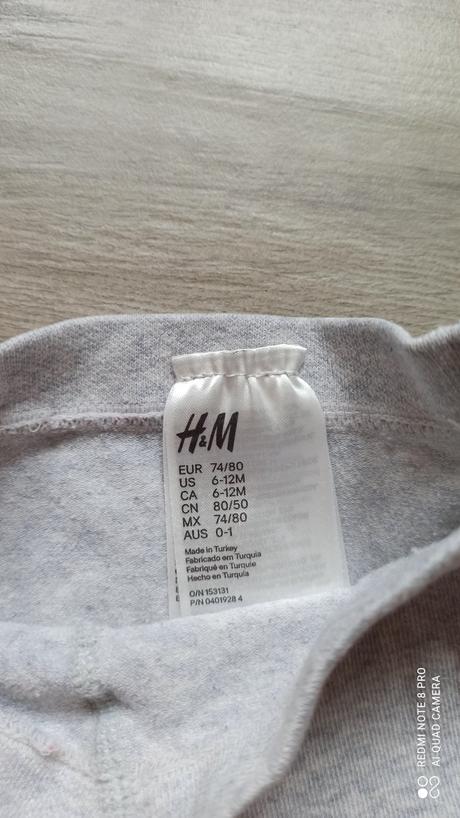 H&M
EUR 74/80
US 6-12M
CA 6-12M
CN 80/50
MX 74/80
AUS 0-1
Made in Turkey
Fabricado em Turquia
Fabriqué en Turquie
Hecho en Turquía
O/N 153131
P/N 0401928 4
REDMI NOTE 8 PRO
AI QUAD CAMERA